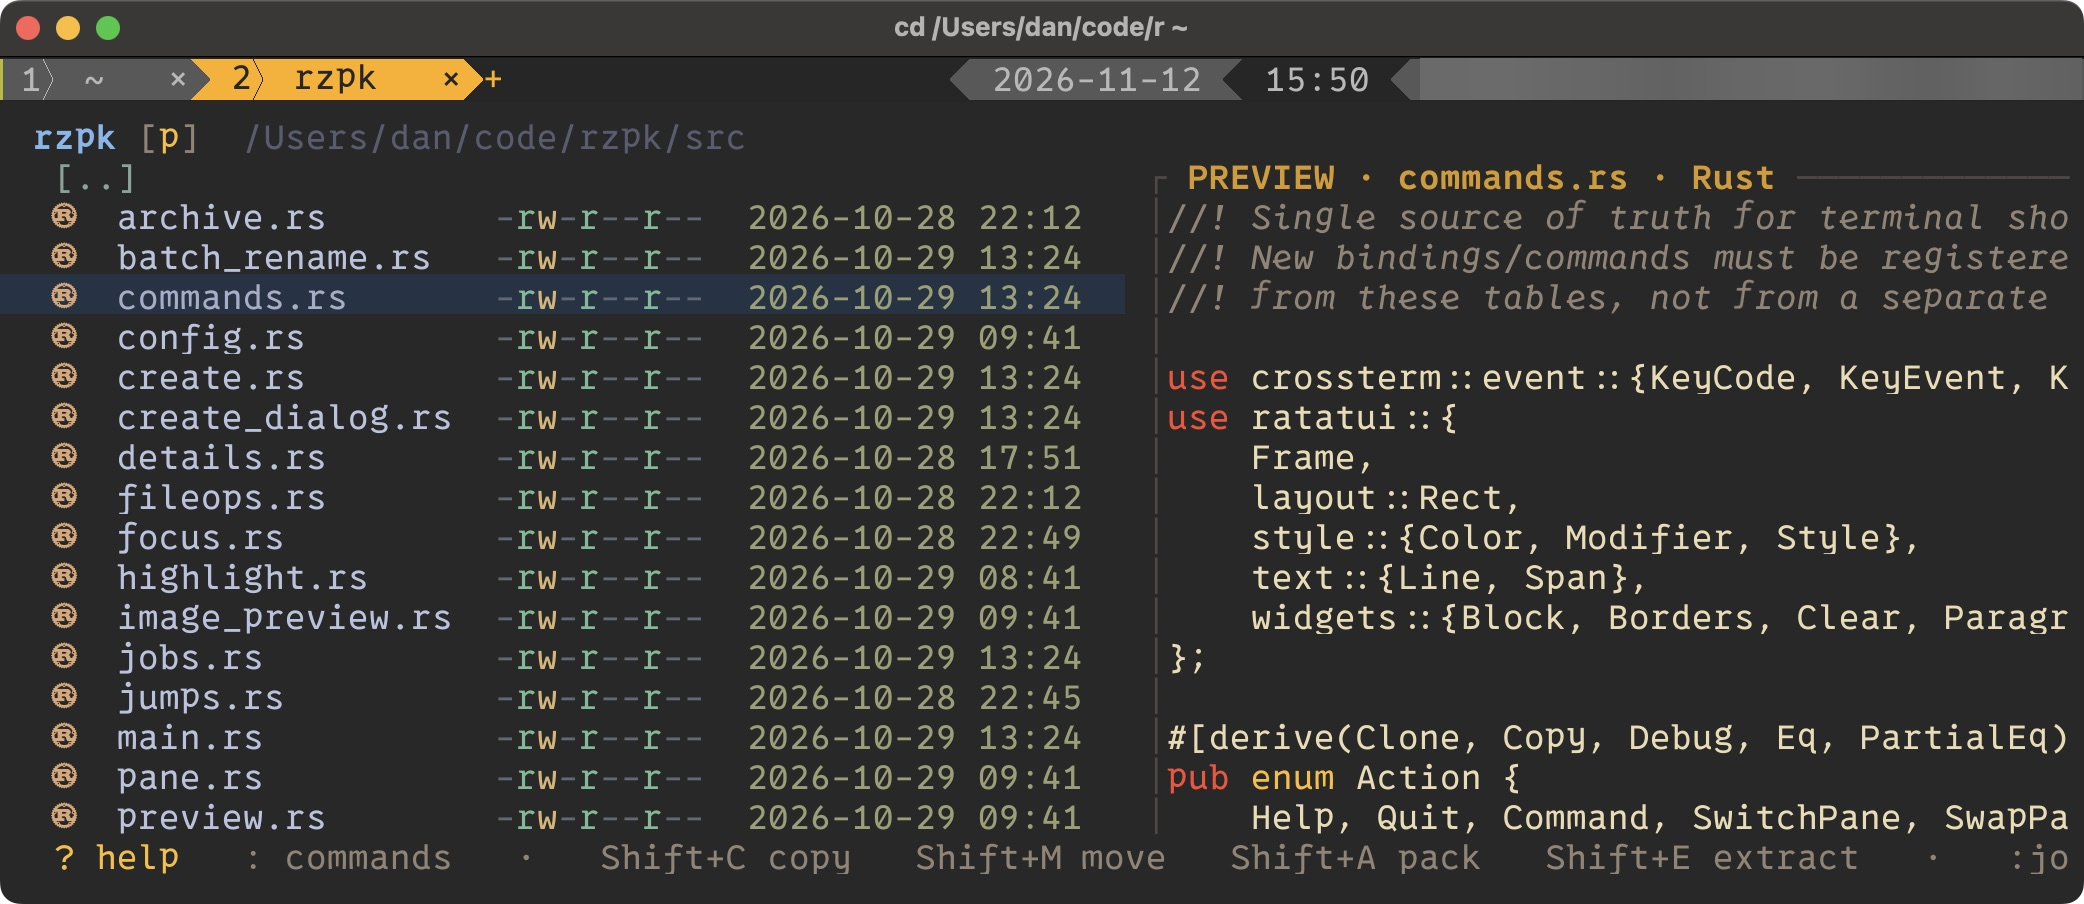 cd /Users/dan/code/r ~
1 ~ × 2 rzpk × + 2026-11-12 15:50
rzpk [p] /Users/dan/code/rzpk/src
[..]
archive.rs -rw-r--r-- 2026-10-28 22:12
batch_rename.rs -rw-r--r-- 2026-10-29 13:24
commands.rs -rw-r--r-- 2026-10-29 13:24
config.rs -rw-r--r-- 2026-10-29 09:41
create.rs -rw-r--r-- 2026-10-29 13:24
create_dialog.rs -rw-r--r-- 2026-10-29 13:24
details.rs -rw-r--r-- 2026-10-28 17:51
fileops.rs -rw-r--r-- 2026-10-28 22:12
focus.rs -rw-r--r-- 2026-10-28 22:49
highlight.rs -rw-r--r-- 2026-10-29 08:41
image_preview.rs -rw-r--r-- 2026-10-29 09:41
jobs.rs -rw-r--r-- 2026-10-29 13:24
jumps.rs -rw-r--r-- 2026-10-28 22:45
main.rs -rw-r--r-- 2026-10-29 13:24
pane.rs -rw-r--r-- 2026-10-29 09:41
preview.rs -rw-r--r-- 2026-10-29 09:41
PREVIEW · commands.rs · Rust
//! Single source of truth for terminal sho
//! New bindings/commands must be registere
//! from these tables, not from a separate
use crossterm::event::{KeyCode, KeyEvent, K
use ratatui::{
    Frame,
    layout::Rect,
    style::{Color, Modifier, Style},
    text::{Line, Span},
    widgets::{Block, Borders, Clear, Paragr
};
#[derive(Clone, Copy, Debug, Eq, PartialEq)
pub enum Action {
    Help, Quit, Command, SwitchPane, SwapPa
? help : commands · Shift+C copy Shift+M move Shift+A pack Shift+E extract · :jo